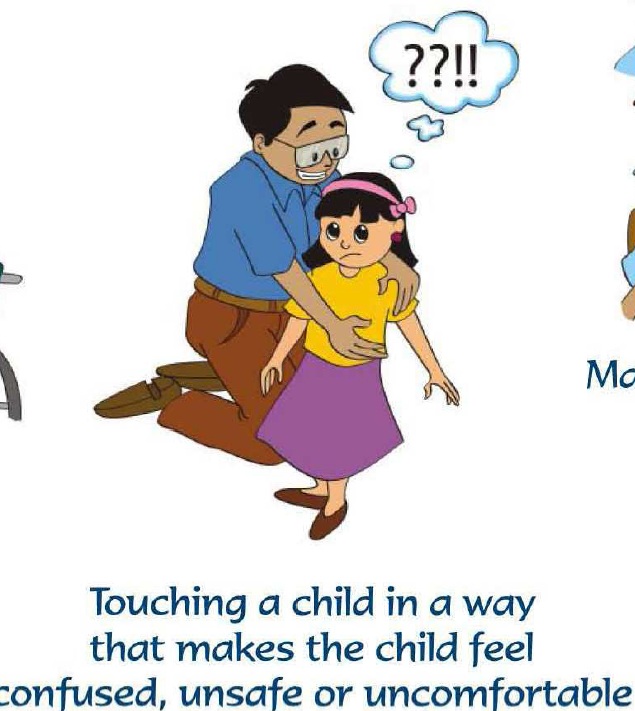 ??!!
Ma
Touching a child in a way
that makes the child feel
confused, unsafe or uncomfortable